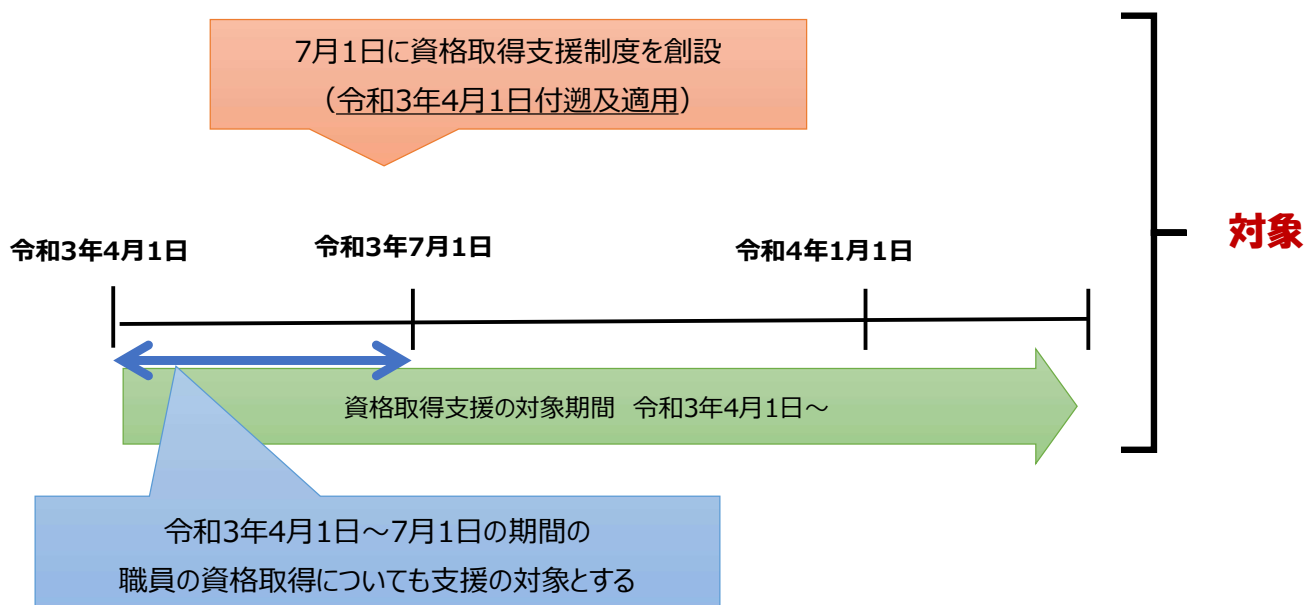 7月1日に資格取得支援制度を創設
（令和3年4月1日付遡及適用）
対象
令和3年4月1日
令和3年7月1日
令和4年1月1日
資格取得支援の対象期間　令和3年4月1日～
令和3年4月1日～7月1日の期間の
職員の資格取得についても支援の対象とする